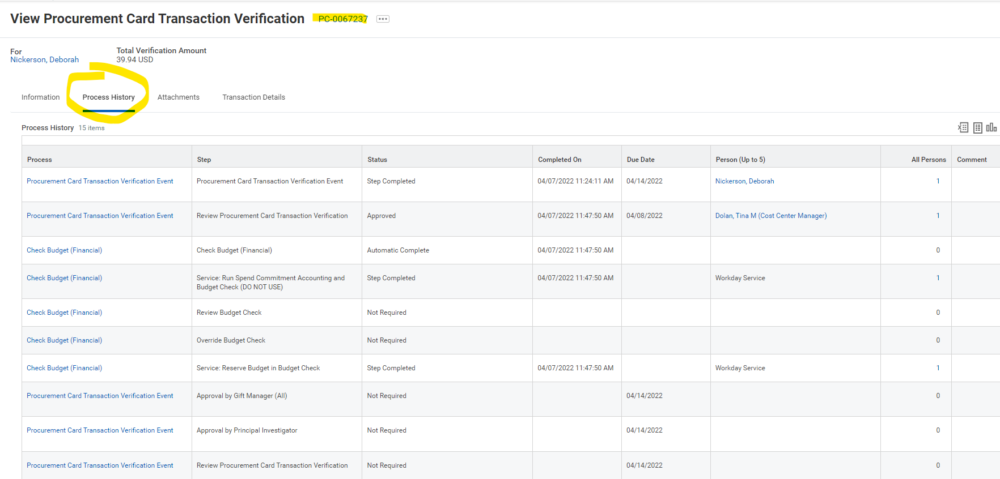 View Procurement Card Transaction Verification PC-0067237
For
Nickerson, Deborah
Total Verification Amount
39.94 USD
Information Process History Attachments Transaction Details
Process History 15 items
Process Step Status Completed On Due Date Person (Up to 5) All Persons Comment
Procurement Card Transaction Verification Event Procurement Card Transaction Verification Event Step Completed 04/07/2022 11:24:11 AM 04/14/2022 Nickerson, Deborah 1
Procurement Card Transaction Verification Event Review Procurement Card Transaction Verification Approved 04/07/2022 11:47:50 AM 04/08/2022 Dolan, Tina M (Cost Center Manager) 1
Check Budget (Financial) Check Budget (Financial) Automatic Complete 04/07/2022 11:47:50 AM 0
Check Budget (Financial) Service: Run Spend Commitment Accounting and Step Completed 04/07/2022 11:47:50 AM Workday Service 1
Budget Check (DO NOT USE)
Check Budget (Financial) Review Budget Check Not Required 0
Check Budget (Financial) Override Budget Check Not Required 0
Check Budget (Financial) Service: Reserve Budget in Budget Check Step Completed 04/07/2022 11:47:50 AM Workday Service 1
Procurement Card Transaction Verification Event Approval by Gift Manager (All) Not Required 04/14/2022 0
Procurement Card Transaction Verification Event Approval by Principal Investigator Not Required 04/14/2022 0
Procurement Card Transaction Verification Event Review Procurement Card Transaction Verification Not Required 04/14/2022 0